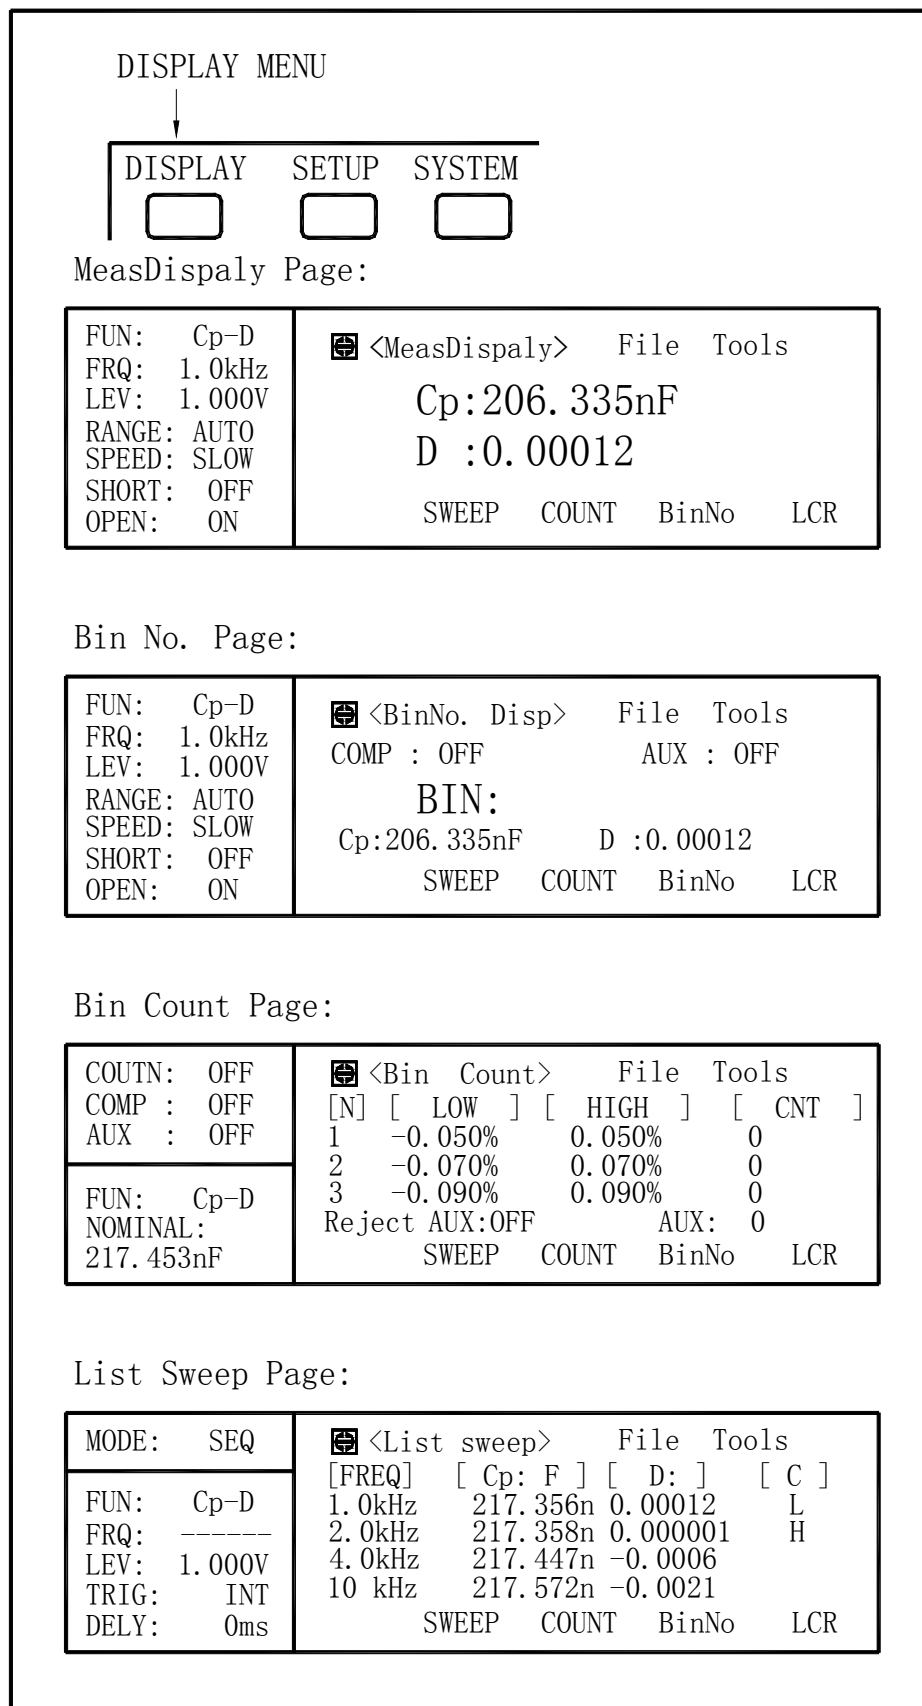 DISPLAY MENU
DISPLAY SETUP SYSTEM
MeasDispaly Page:
FUN: Cp-D
FRQ: 1.0kHz
LEV: 1.000V
RANGE: AUTO
SPEED: SLOW
SHORT: OFF
OPEN: ON
<MeasDispaly> File Tools
Cp:206.335nF
D :0.00012
SWEEP COUNT BinNo LCR
Bin No. Page:
FUN: Cp-D
FRQ: 1.0kHz
LEV: 1.000V
RANGE: AUTO
SPEED: SLOW
SHORT: OFF
OPEN: ON
<BinNo. Disp> File Tools
COMP : OFF AUX : OFF
BIN:
Cp:206.335nF D :0.00012
SWEEP COUNT BinNo LCR
Bin Count Page:
COUTN: OFF
COMP : OFF
AUX : OFF
FUN: Cp-D
NOMINAL:
217.453nF
<Bin Count> File Tools
[N] [ LOW ] [ HIGH ] [ CNT ]
1 -0.050% 0.050% 0
2 -0.070% 0.070% 0
3 -0.090% 0.090% 0
Reject AUX:OFF AUX: 0
SWEEP COUNT BinNo LCR
List Sweep Page:
MODE: SEQ
FUN: Cp-D
FRQ: ------
LEV: 1.000V
TRIG: INT
DELY: 0ms
<List sweep> File Tools
[FREQ] [ Cp: F ] [ D: ] [ C ]
1.0kHz 217.356n 0.00012 L
2.0kHz 217.358n 0.000001 H
4.0kHz 217.447n -0.0006
10 kHz 217.572n -0.0021
SWEEP COUNT BinNo LCR